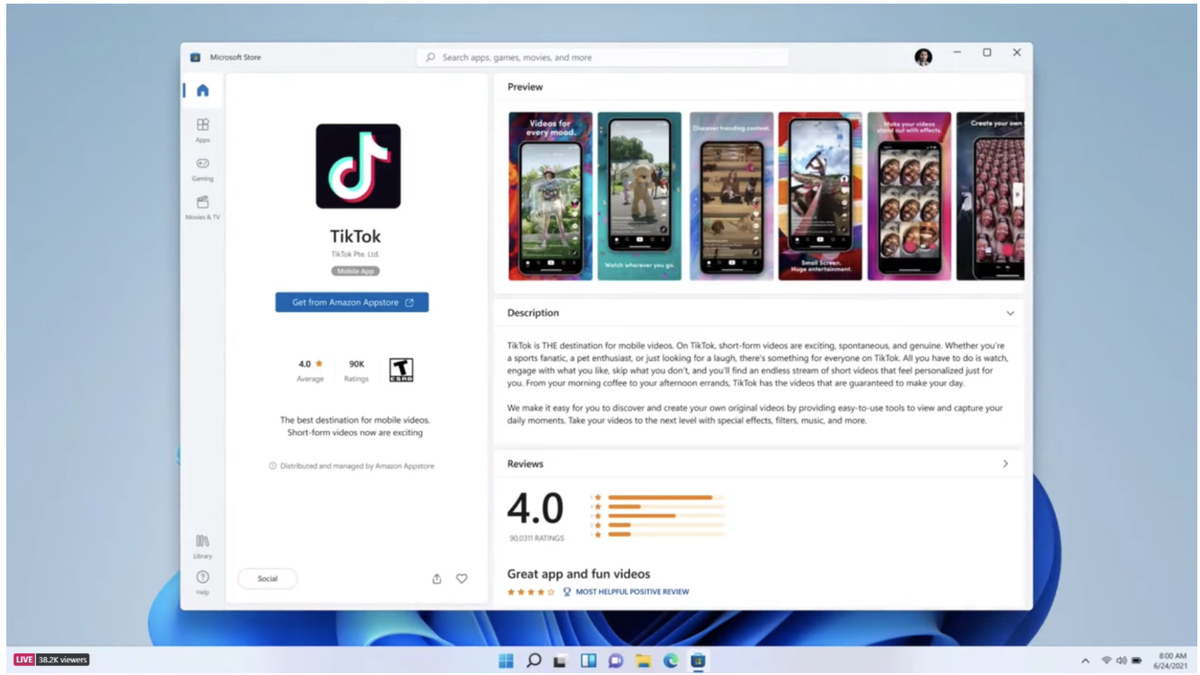 Microsoft Store
Search apps, games, movies, and more
Apps
Gaming
Movies & TV
Library
Help
TikTok
TikTok Pte. Ltd.
Mobile App
Get from Amazon Appstore
4.0
90K
T
ESRB
Average
Ratings
The best destination for mobile videos.
Short-form videos now are exciting
Distributed and managed by Amazon Appstore
Social
Preview
Videos for
every mood.
Watch wherever you go.
Discover trending content.
Small Screen.
Huge entertainment.
Make your videos
stand out with effects.
Create your own
Description
TikTok is THE destination for mobile videos. On TikTok, short-form videos are exciting, spontaneous, and genuine. Whether you're
a sports fanatic, a pet enthusiast, or just looking for a laugh, there's something for everyone on TikTok. All you have to do is watch,
engage with what you like, skip what you don't, and you'll find an endless stream of short videos that feel personalized just for
you. From your morning coffee to your afternoon errands, TikTok has the videos that are guaranteed to make your day.
We make it easy for you to discover and create your own original videos by providing easy-to-use tools to view and capture your
daily moments. Take your videos to the next level with special effects, filters, music, and more.
Reviews
4.0
90,0311 RATINGS
Great app and fun videos
MOST HELPFUL POSITIVE REVIEW
LIVE 38.2K viewers
8:00 AM
6/24/2021